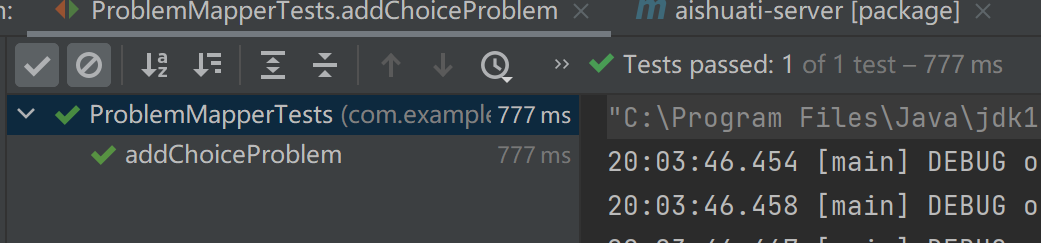 ProblemMapperTests.addChoiceProblem
aishuati-server [package]
Tests passed: 1 of 1 test – 777 ms
ProblemMapperTests (com.example 777 ms
addChoiceProblem 777 ms
"C:\Program Files\Java\jdk1
20:03:46.454 [main] DEBUG o
20:03:46.458 [main] DEBUG o